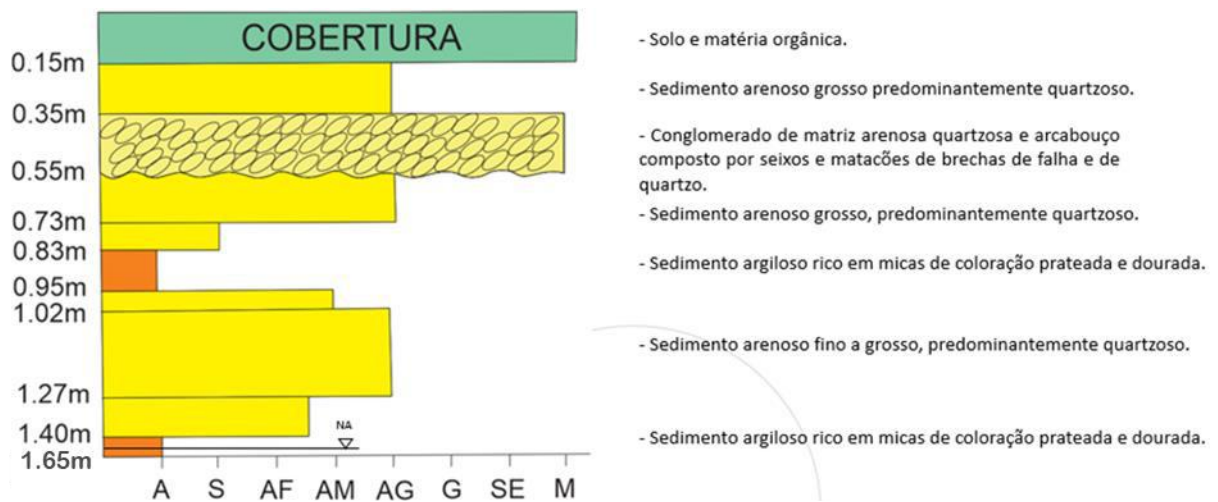 COBERTURA
0.15m
0.35m
0.55m
0.73m
0.83m
0.95m
1.02m
1.27m
1.40m
1.65m
NA
A S AF AM AG G SE M
- Solo e matéria orgânica.
- Sedimento arenoso grosso predominantemente quartzoso.
- Conglomerado de matriz arenosa quartzosa e arcabouço
composto por seixos e matacões de brechas de falha e de
quartzo.
- Sedimento arenoso grosso, predominantemente quartzoso.
- Sedimento argiloso rico em micas de coloração prateada e dourada.
- Sedimento arenoso fino a grosso, predominantemente quartzoso.
- Sedimento argiloso rico em micas de coloração prateada e dourada.